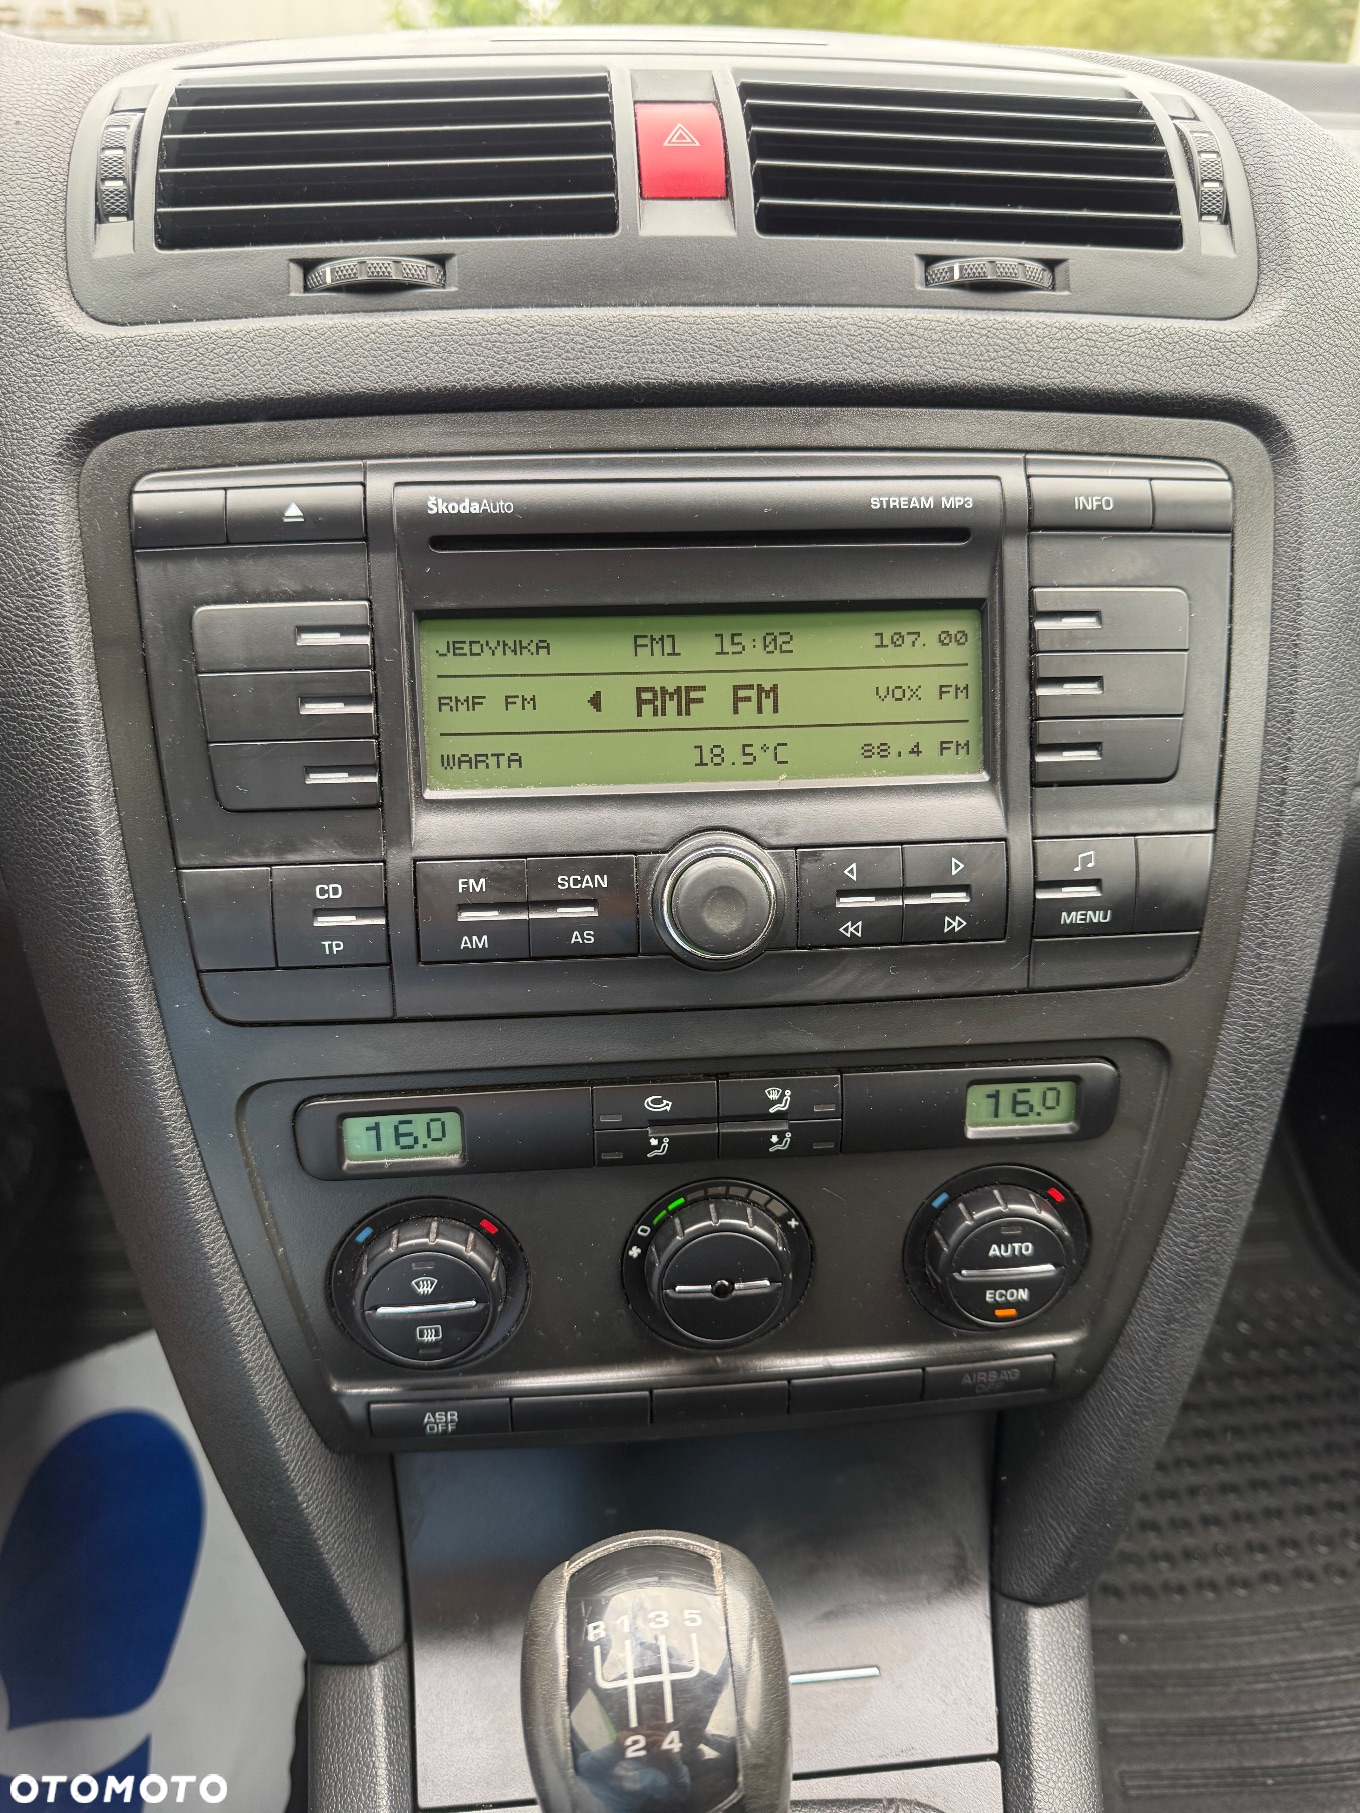 ŠkodaAuto STREAM MP3 INFO
JEDYNKA FM1 15:02 107.00
RMF FM RMF FM VOX FM
WARTA 18.5°C 88.4 FM
CD FM SCAN
TP AM AS MENU
16.0 16.0
0
AUTO
ECON
ASR OFF AIRBAG OFF
R 1 3 5
2 4
OTOMOTO